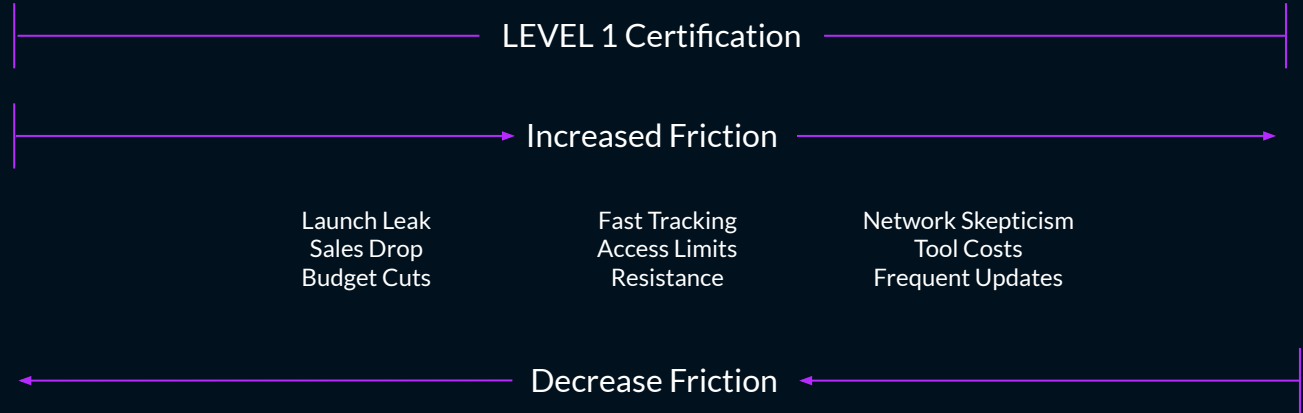 LEVEL 1 Certification
Increased Friction
Launch Leak
Sales Drop
Budget Cuts
Fast Tracking
Access Limits
Resistance
Network Skepticism
Tool Costs
Frequent Updates
Decrease Friction